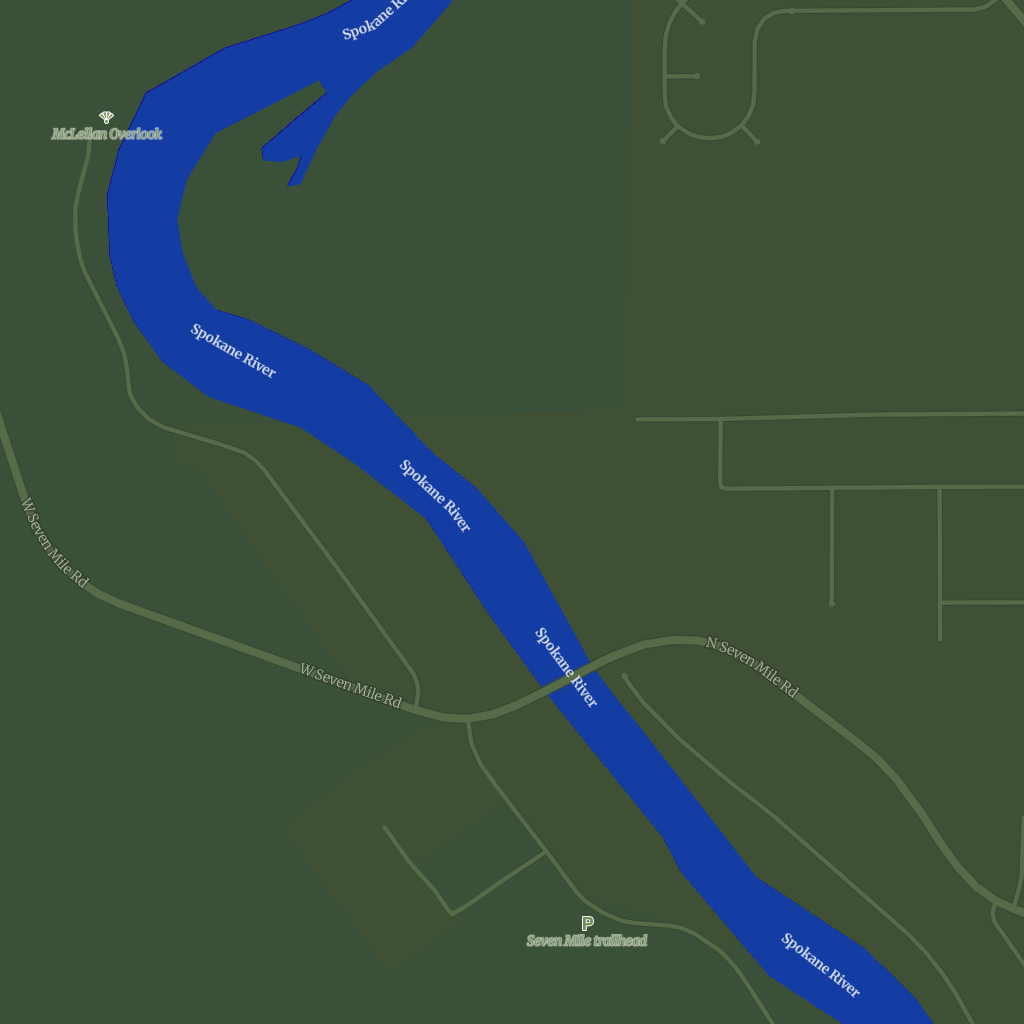 Spokane Ri
McLellan Overlook
Spokane River
Spokane River
W Seven Mile Rd
Spokane River
N Seven Mile Rd
W Seven Mile Rd
P
Seven Mile trailhead
Spokane River